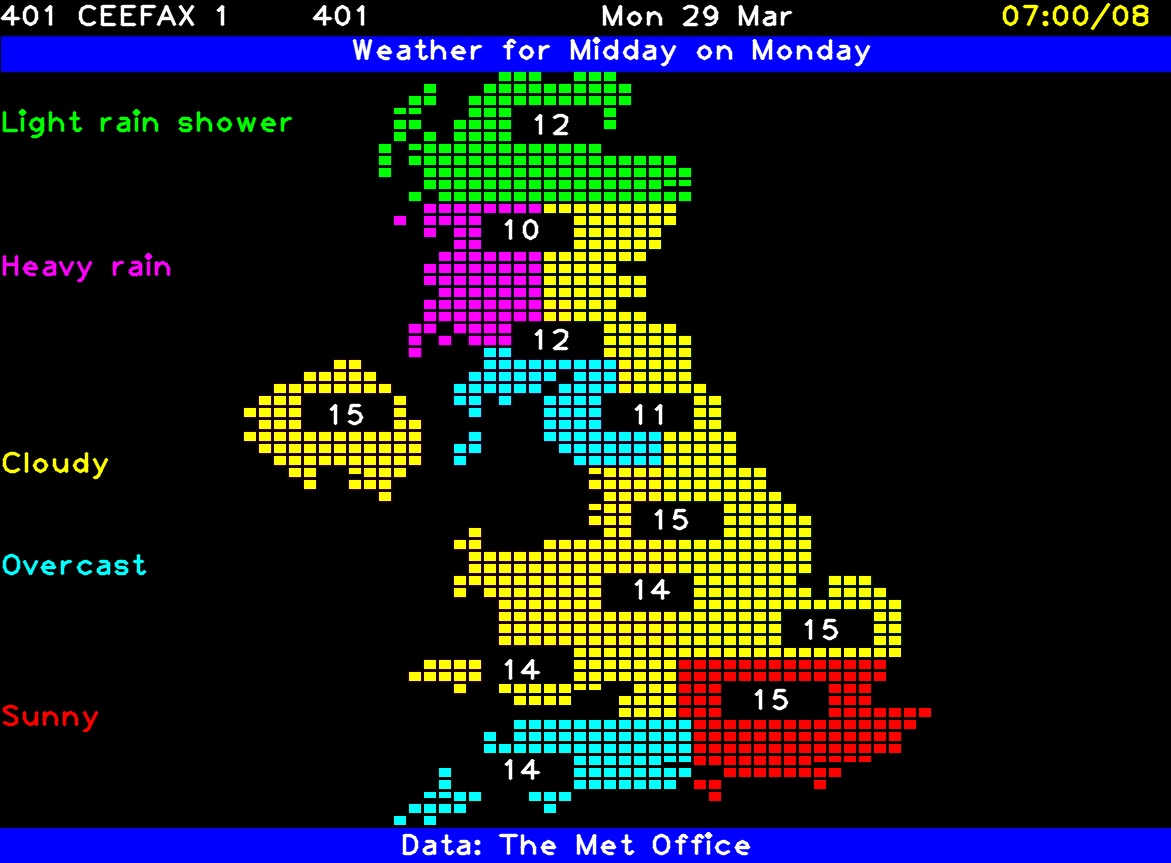 401 CEEFAX 1 401 Mon 29 Mar 07:00/08
Weather for Midday on Monday
Light rain shower
12
10
Heavy rain
12
15
11
Cloudy
15
Overcast
14
15
14
15
Sunny
14
Data: The Met Office